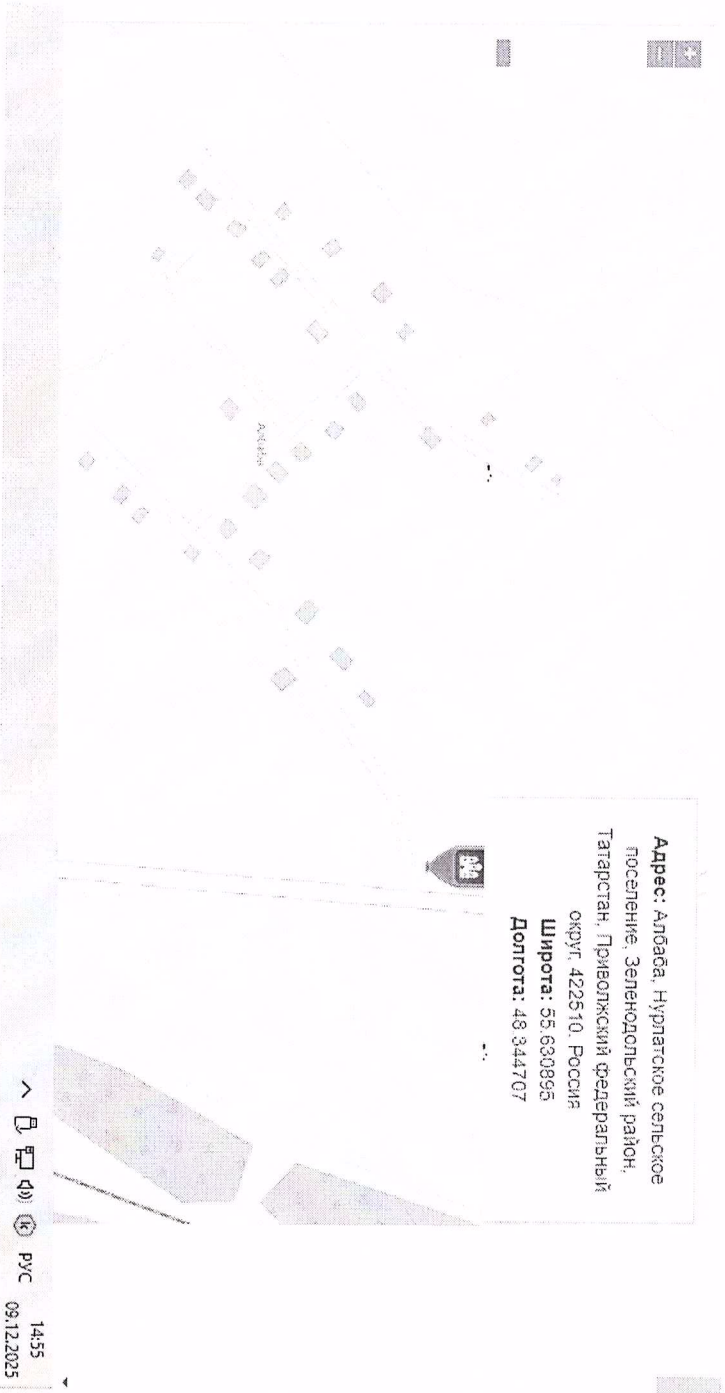 +
−
Адрес: Албаба, Нурлатское сельское
поселение, Зеленодольский район,
Татарстан, Приволжский федеральный
округ, 422510, Россия
Широта: 55.630895
Долгота: 48.344707
Албаба
РУС
14:55
09.12.2025